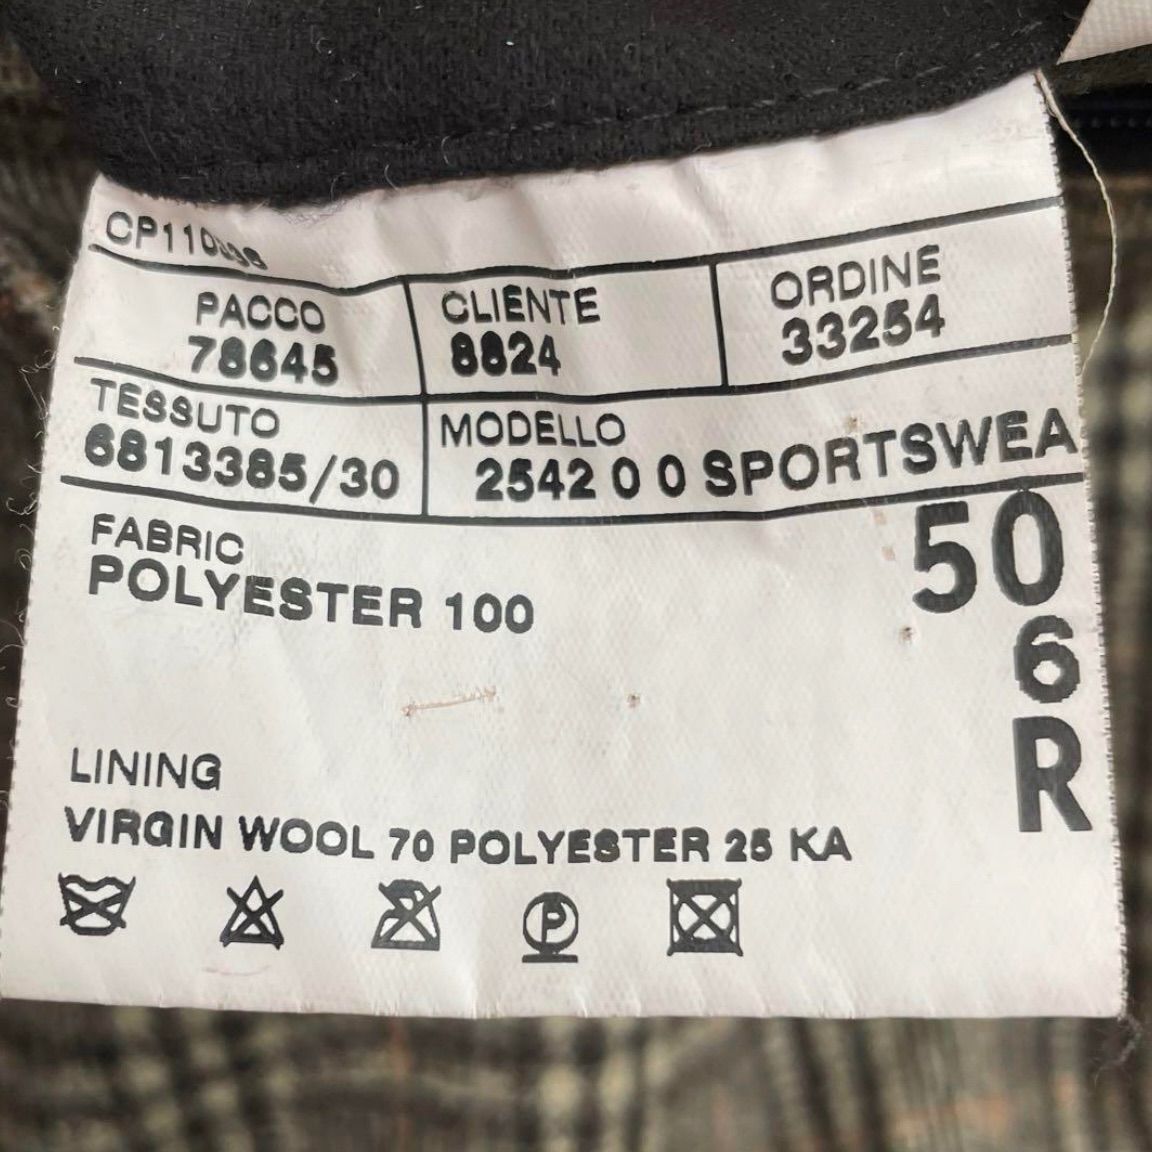 PACCO
78645
CLIENTE
8824
ORDINE
33254
TESSUTO
6813385/30
MODELLO
2542 0 0 SPORTSWEA
FABRIC
POLYESTER 100
50
6
R
LINING
VIRGIN WOOL 70 POLYESTER 25 KA
P